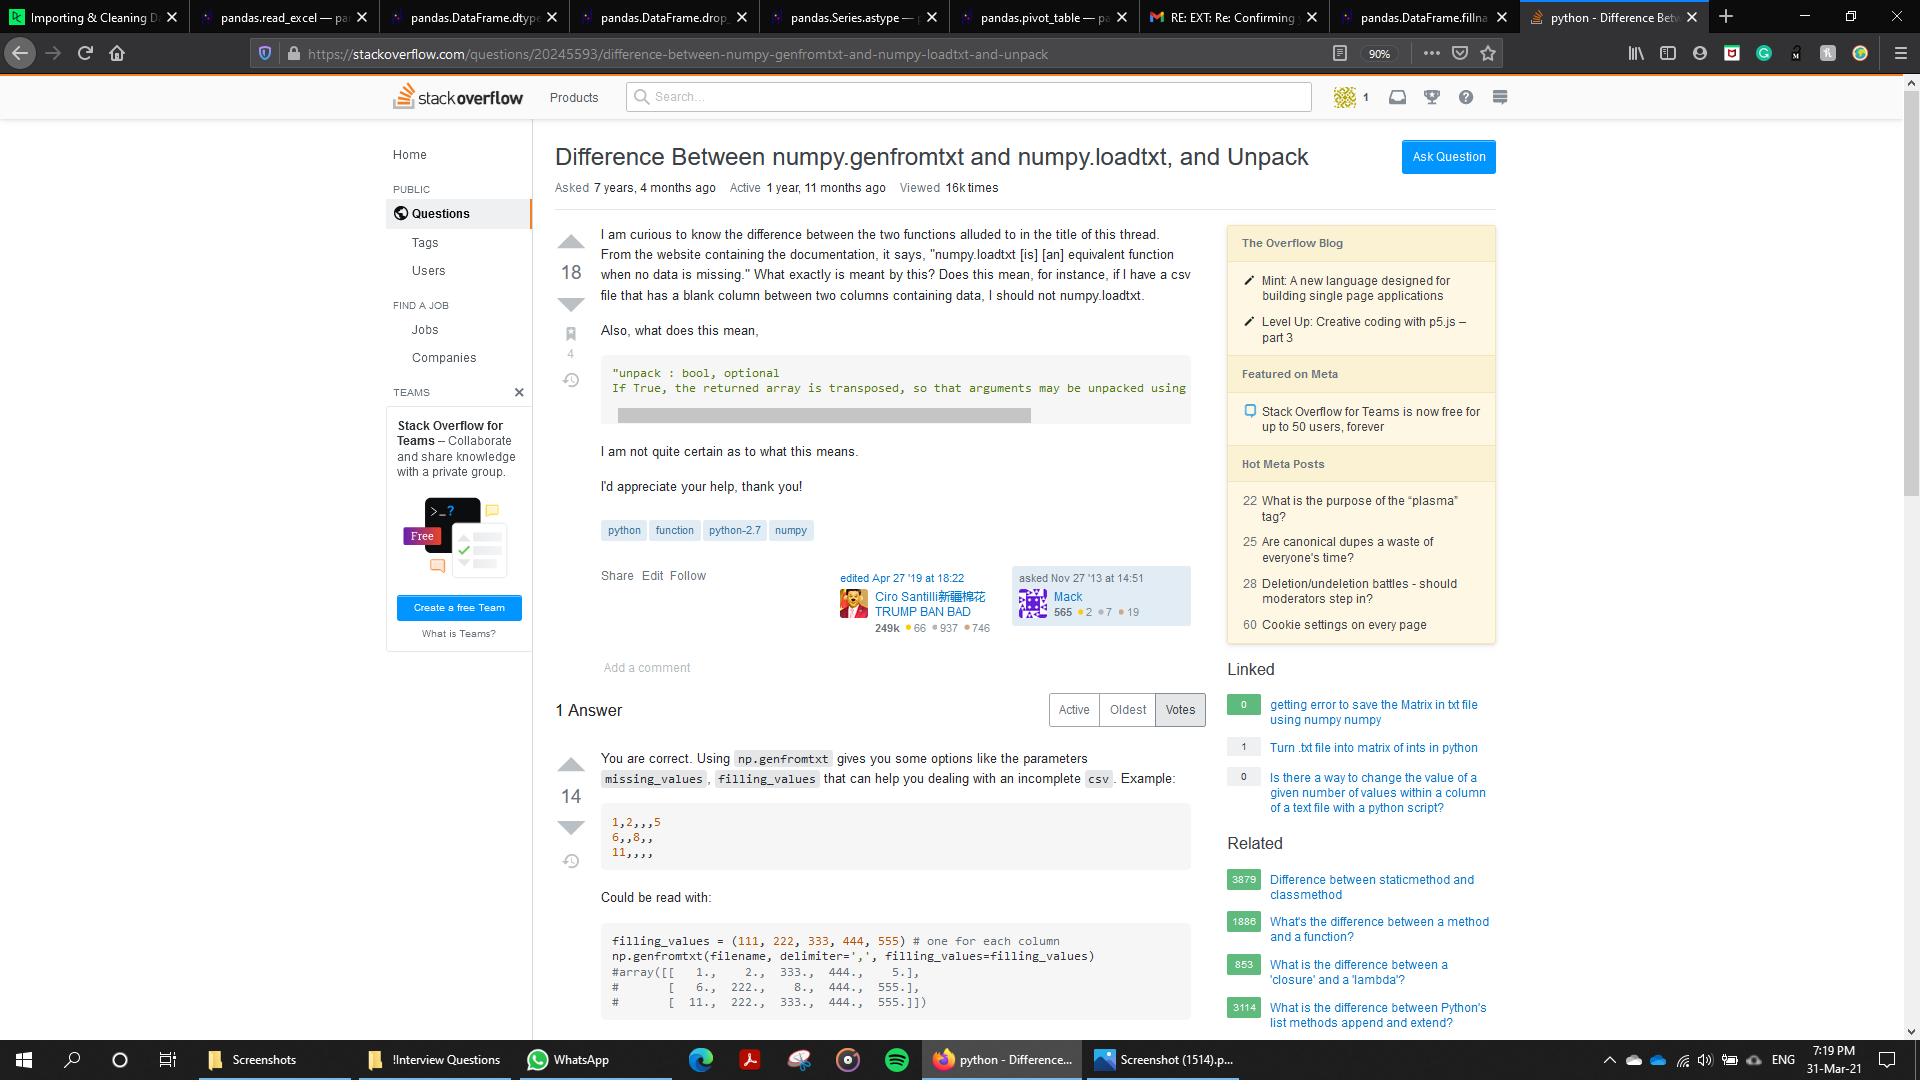 Importing & Cleaning Da
pandas.read_excel — pan
pandas.DataFrame.dtype
pandas.DataFrame.drop_
pandas.Series.astype — p
pandas.pivot_table — pa
RE: EXT: Re: Confirming y
pandas.DataFrame.fillna
python - Difference Betw
https://stackoverflow.com/questions/20245593/difference-between-numpy-genfromtxt-and-numpy-loadtxt-and-unpack
90%
stackoverflow
Products
Search...
1
Home
PUBLIC
Questions
Tags
Users
FIND A JOB
Jobs
Companies
TEAMS
Stack Overflow for
Teams – Collaborate
and share knowledge
with a private group.
>_?
Free
Create a free Team
What is Teams?
Difference Between numpy.genfromtxt and numpy.loadtxt, and Unpack
Ask Question
Asked 7 years, 4 months ago Active 1 year, 11 months ago Viewed 16k times
18
4
I am curious to know the difference between the two functions alluded to in the title of this thread.
From the website containing the documentation, it says, "numpy.loadtxt [is] [an] equivalent function
when no data is missing." What exactly is meant by this? Does this mean, for instance, if I have a csv
file that has a blank column between two columns containing data, I should not numpy.loadtxt.
Also, what does this mean,
"unpack : bool, optional
If True, the returned array is transposed, so that arguments may be unpacked using
I am not quite certain as to what this means.
I'd appreciate your help, thank you!
python function python-2.7 numpy
Share Edit Follow
edited Apr 27 '19 at 18:22
Ciro Santilli新疆棉花
TRUMP BAN BAD
249k 66 937 746
asked Nov 27 '13 at 14:51
Mack
565 2 7 19
Add a comment
1 Answer
Active Oldest Votes
14
You are correct. Using np.genfromtxt gives you some options like the parameters
missing_values, filling_values that can help you dealing with an incomplete csv. Example:
1,2,,,5
6,,8,,
11,,,,
Could be read with:
filling_values = (111, 222, 333, 444, 555) # one for each column
np.genfromtxt(filename, delimiter=',', filling_values=filling_values)
#array([[   1.,    2.,  333.,  444.,    5.],
#       [   6.,  222.,    8.,  444.,  555.],
#       [  11.,  222.,  333.,  444.,  555.]])
The Overflow Blog
Mint: A new language designed for
building single page applications
Level Up: Creative coding with p5.js –
part 3
Featured on Meta
Stack Overflow for Teams is now free for
up to 50 users, forever
Hot Meta Posts
22 What is the purpose of the “plasma”
tag?
25 Are canonical dupes a waste of
everyone's time?
28 Deletion/undeletion battles - should
moderators step in?
60 Cookie settings on every page
Linked
0 getting error to save the Matrix in txt file
using numpy numpy
1 Turn .txt file into matrix of ints in python
0 Is there a way to change the value of a
given number of values within a column
of a text file with a python script?
Related
3879 Difference between staticmethod and
classmethod
1886 What's the difference between a method
and a function?
853 What is the difference between a
'closure' and a 'lambda'?
3114 What is the difference between Python's
list methods append and extend?
Screenshots
!Interview Questions
WhatsApp
python - Difference...
Screenshot (1514).p...
ENG
7:19 PM
31-Mar-21